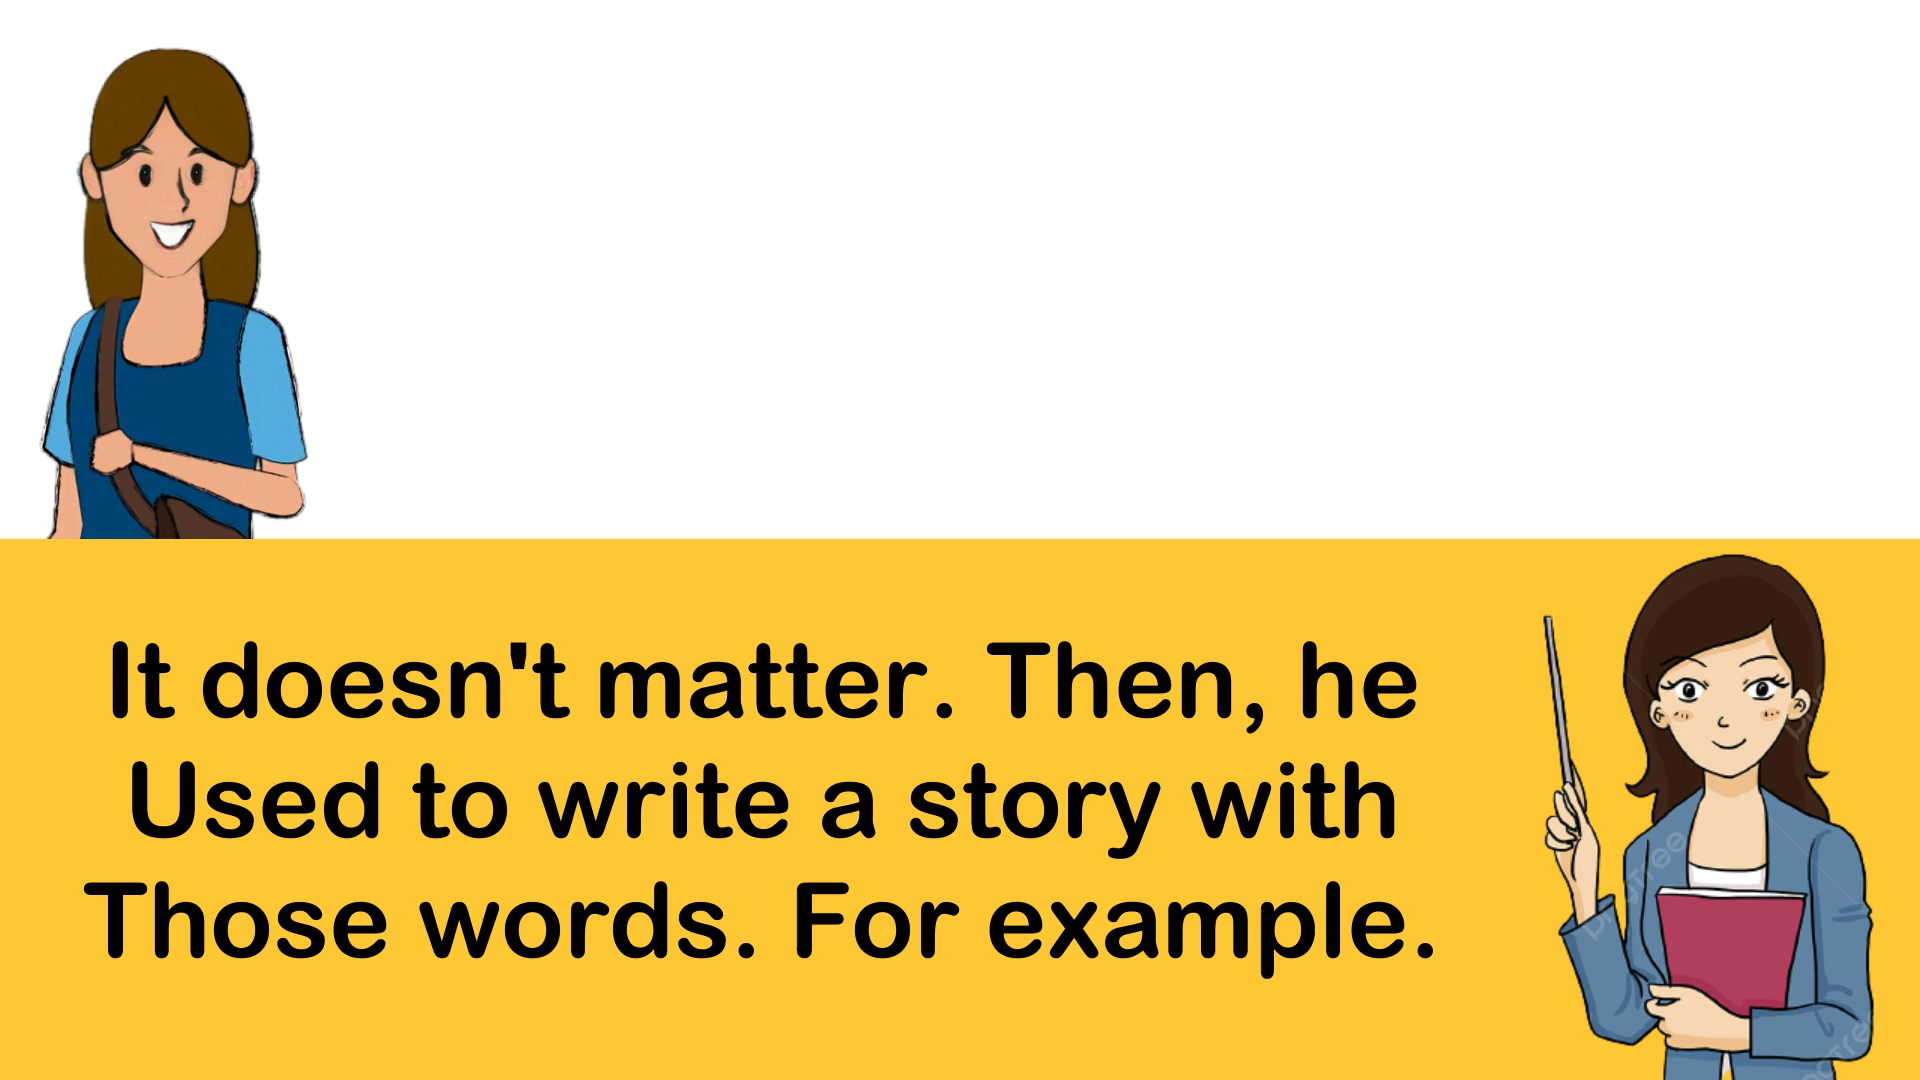 It doesn't matter. Then, he
Used to write a story with
Those words. For example.